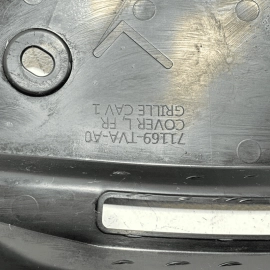 71169-TVA-A0
COVER L, FR.
GRILLE CAV 1